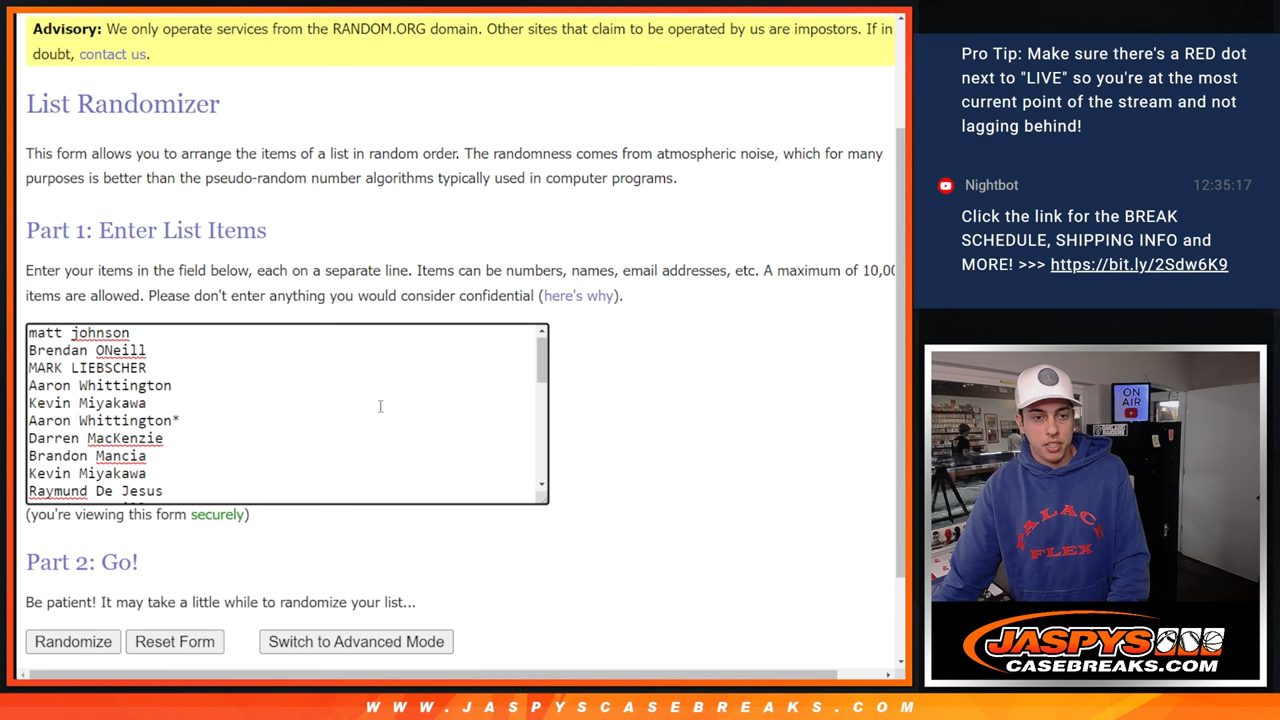 Advisory: We only operate services from the RANDOM.ORG domain. Other sites that claim to be operated by us are impostors. If in
doubt, contact us.
List Randomizer
This form allows you to arrange the items of a list in random order. The randomness comes from atmospheric noise, which for many
purposes is better than the pseudo-random number algorithms typically used in computer programs.
Part 1: Enter List Items
Enter your items in the field below, each on a separate line. Items can be numbers, names, email addresses, etc. A maximum of 10,00
items are allowed. Please don't enter anything you would consider confidential (here's why).
matt johnson
Brendan ONeill
MARK LIEBSCHER
Aaron Whittington
Kevin Miyakawa
Aaron Whittington*
Darren MacKenzie
Brandon Mancia
Kevin Miyakawa
Raymund De Jesus
(you're viewing this form securely)
Part 2: Go!
Be patient! It may take a little while to randomize your list...
Randomize Reset Form Switch to Advanced Mode
Pro Tip: Make sure there's a RED dot
next to "LIVE" so you're at the most
current point of the stream and not
lagging behind!
Nightbot 12:35:17
Click the link for the BREAK
SCHEDULE, SHIPPING INFO and
MORE! >>> https://bit.ly/2Sdw6K9
ON
AIR
PALACE
FLEX
JASPYS
CASEBREAKS.COM
WWW.JASPYSCASEBREAKS.COM